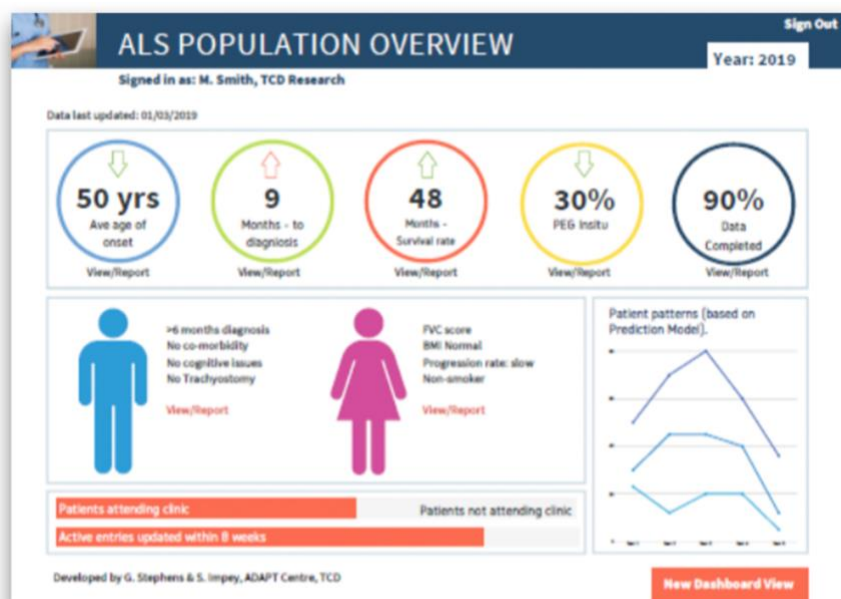 Sign Out
ALS POPULATION OVERVIEW
Year: 2019
Signed in as: M. Smith, TCD Research
Data last updated: 01/03/2019
50 yrs
Ave age of
onset
View/Report
9
Months - to
diagniosis
View/Report
48
Months -
Survival rate
View/Report
30%
PEG Insitu
View/Report
90%
Data
Completed
View/Report
>6 months diagnosis
No co-morbidity
No cognitive issues
No Trachyostomy
View/Report
FVC score
BMI Normal
Progression rate: slow
Non-smoker
View/Report
Patient patterns (based on
Prediction Model).
Patients attending clinic
Patients not attending clinic
Active entries updated within 8 weeks
Developed by G. Stephens & S. Impey, ADAPT Centre, TCD
New Dashboard View